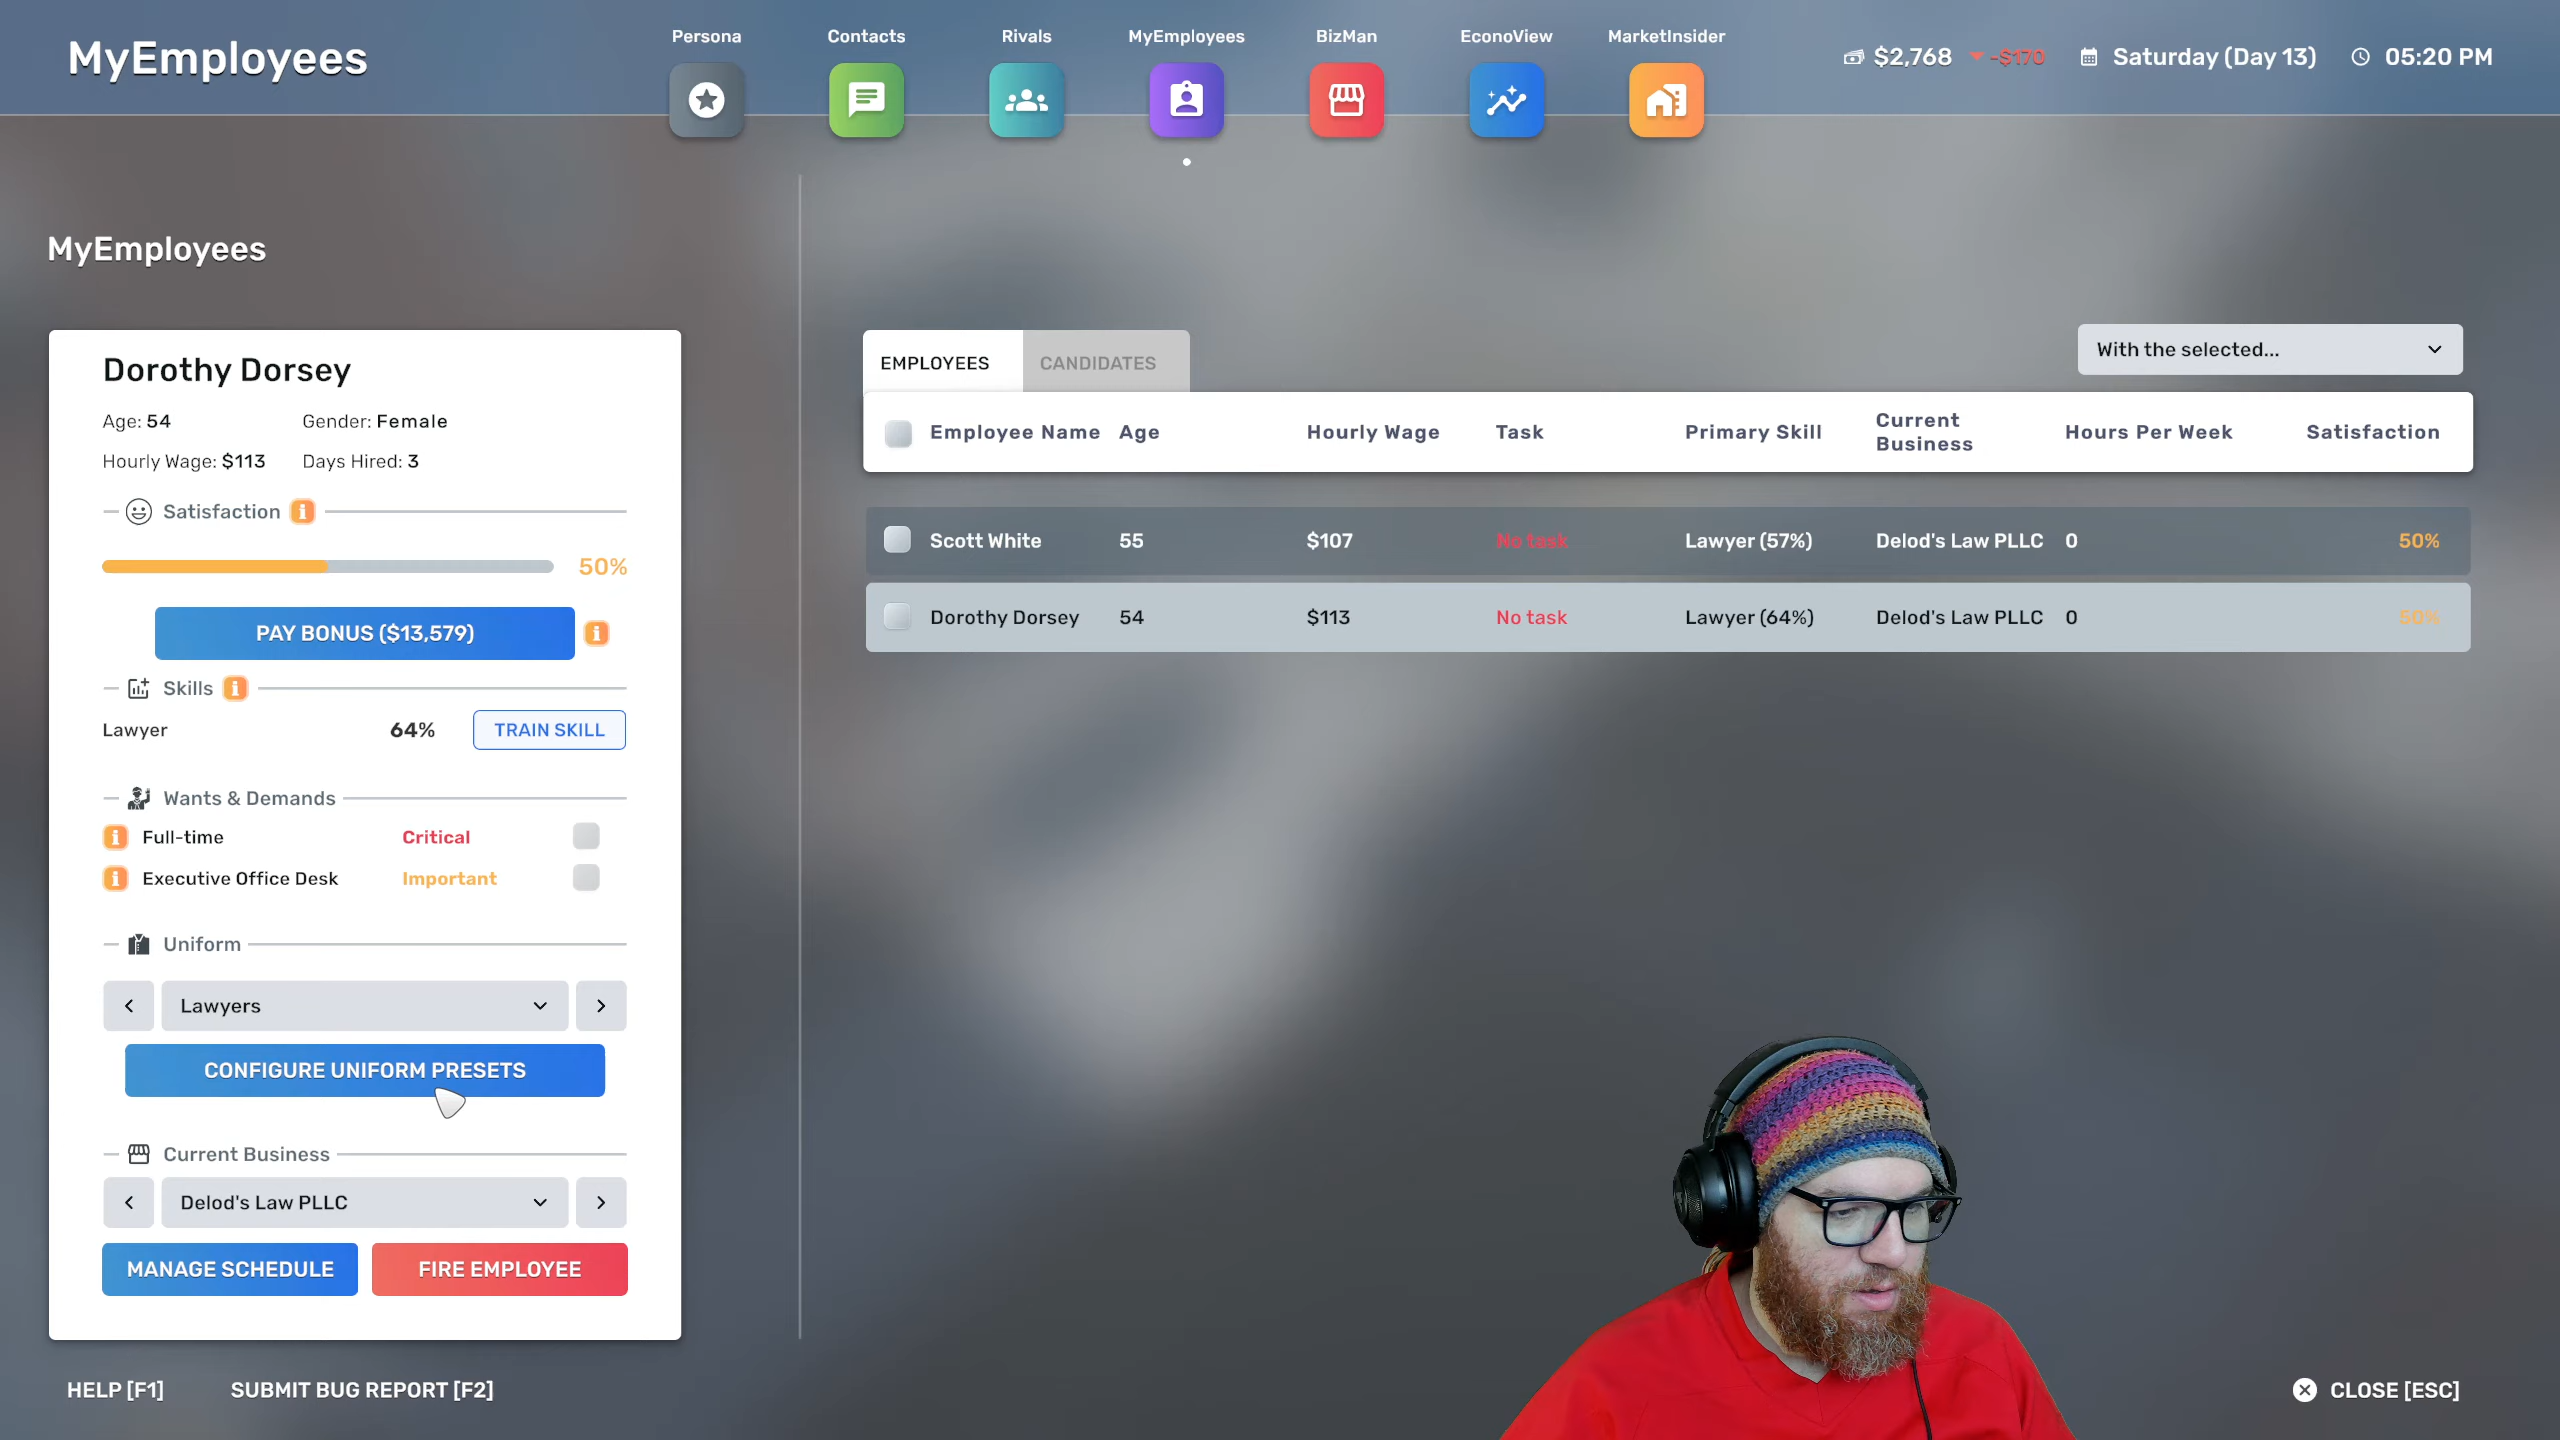 MyEmployees
Persona
Contacts
Rivals
MyEmployees
BizMan
EconoView
MarketInsider
$2,768
-$170
Saturday (Day 13)
05:20 PM
MyEmployees
Dorothy Dorsey
Age: 54
Gender: Female
Hourly Wage: $113
Days Hired: 3
Satisfaction
50%
PAY BONUS ($13,579)
Skills
Lawyer
64%
TRAIN SKILL
Wants & Demands
Full-time
Critical
Executive Office Desk
Important
Uniform
Lawyers
CONFIGURE UNIFORM PRESETS
Current Business
Delod's Law PLLC
MANAGE SCHEDULE
FIRE EMPLOYEE
EMPLOYEES
CANDIDATES
With the selected...
Employee Name
Age
Hourly Wage
Task
Primary Skill
Current
Business
Hours Per Week
Satisfaction
Scott White
55
$107
No task
Lawyer (57%)
Delod's Law PLLC
0
50%
Dorothy Dorsey
54
$113
No task
Lawyer (64%)
Delod's Law PLLC
0
50%
HELP [F1]
SUBMIT BUG REPORT [F2]
CLOSE [ESC]